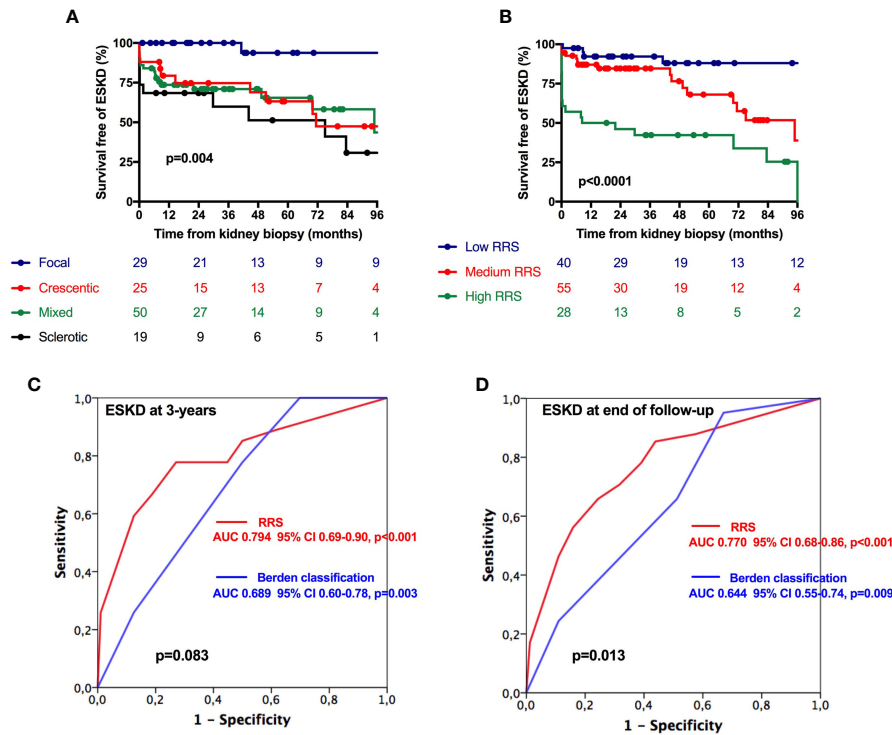 A
Survival free of ESKD (%)
100
75
50
25
0
p=0.004
0 12 24 36 48 60 72 84 96
Time from kidney biopsy (months)
Focal 29 21 13 9 9
Crescentic 25 15 13 7 4
Mixed 50 27 14 9 4
Sclerotic 19 9 6 5 1
B
Survival free of ESKD (%)
100
75
50
25
0
p<0.0001
0 12 24 36 48 60 72 84 96
Time from kidney biopsy (months)
Low RRS
40 29 19 13 12
Medium RRS
55 30 19 12 4
High RRS
28 13 8 5 2
C
ESKD at 3-years
Sensitivity
1,0
0,8
0,6
0,4
0,2
0,0
RRS
AUC 0.794 95% CI 0.69-0.90, p<0.001
Berden classification
AUC 0.689 95% CI 0.60-0.78, p=0.003
p=0.083
0,0 0,2 0,4 0,6 0,8 1,0
1 – Specificity
D
ESKD at end of follow-up
Sensitivity
1,0
0,8
0,6
0,4
0,2
0,0
RRS
AUC 0.770 95% CI 0.68-0.86, p<0.001
Berden classification
AUC 0.644 95% CI 0.55-0.74, p=0.009
p=0.013
0,0 0,2 0,4 0,6 0,8 1,0
1 – Specificity